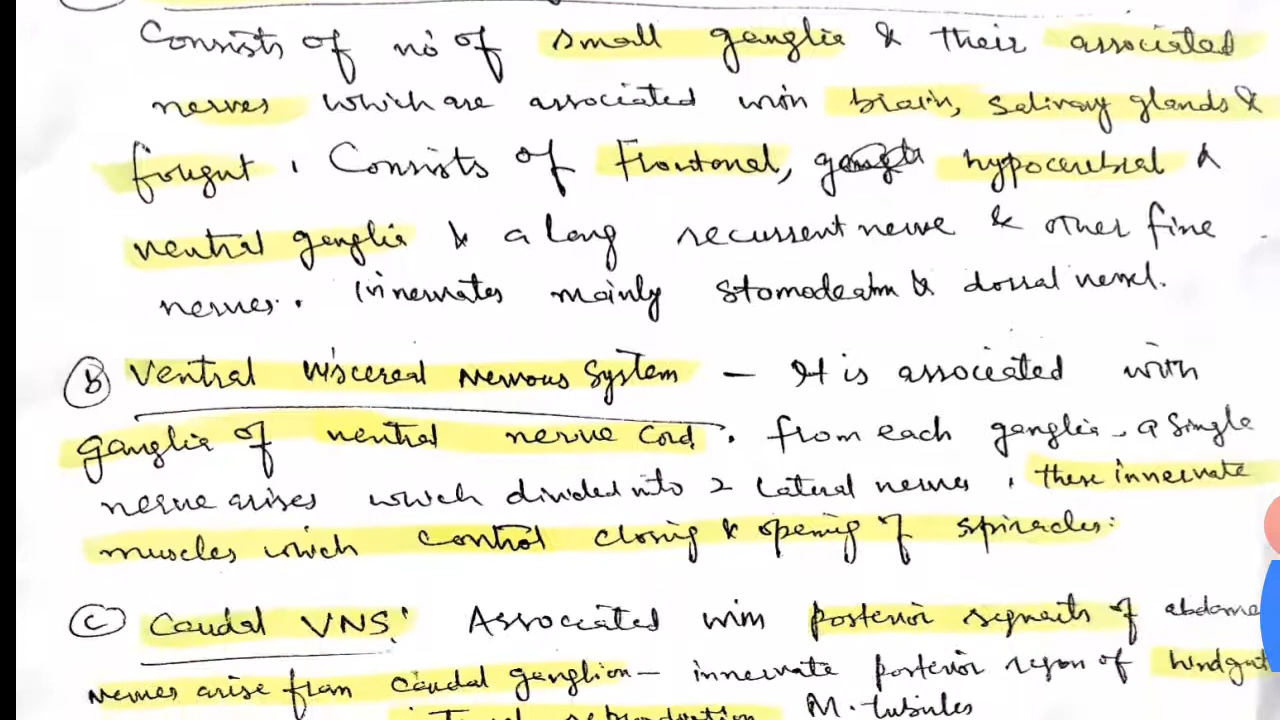 Consists of no of small ganglia & their associated
nerves which are associated with brain, salivary glands &
foregut. Consists of Frontonal, hypocerebral &
ventral ganglia & a long recurrent nerve & other fine
nerves. Innervates mainly stomodeum & dorsal vessel.
(b) Ventral Visceral Nervous System – It is associated with
ganglia of ventral nerve cord. From each ganglia, a single
nerve arises which divided into 2 lateral nerves, these innervate
muscles which control closing & opening of spiracles:
(c) Caudal VNS: Associated with posterior segments of abdome
nerves arise from caudal ganglion – innervate posterior region of hindgut
reproduction M. tubules